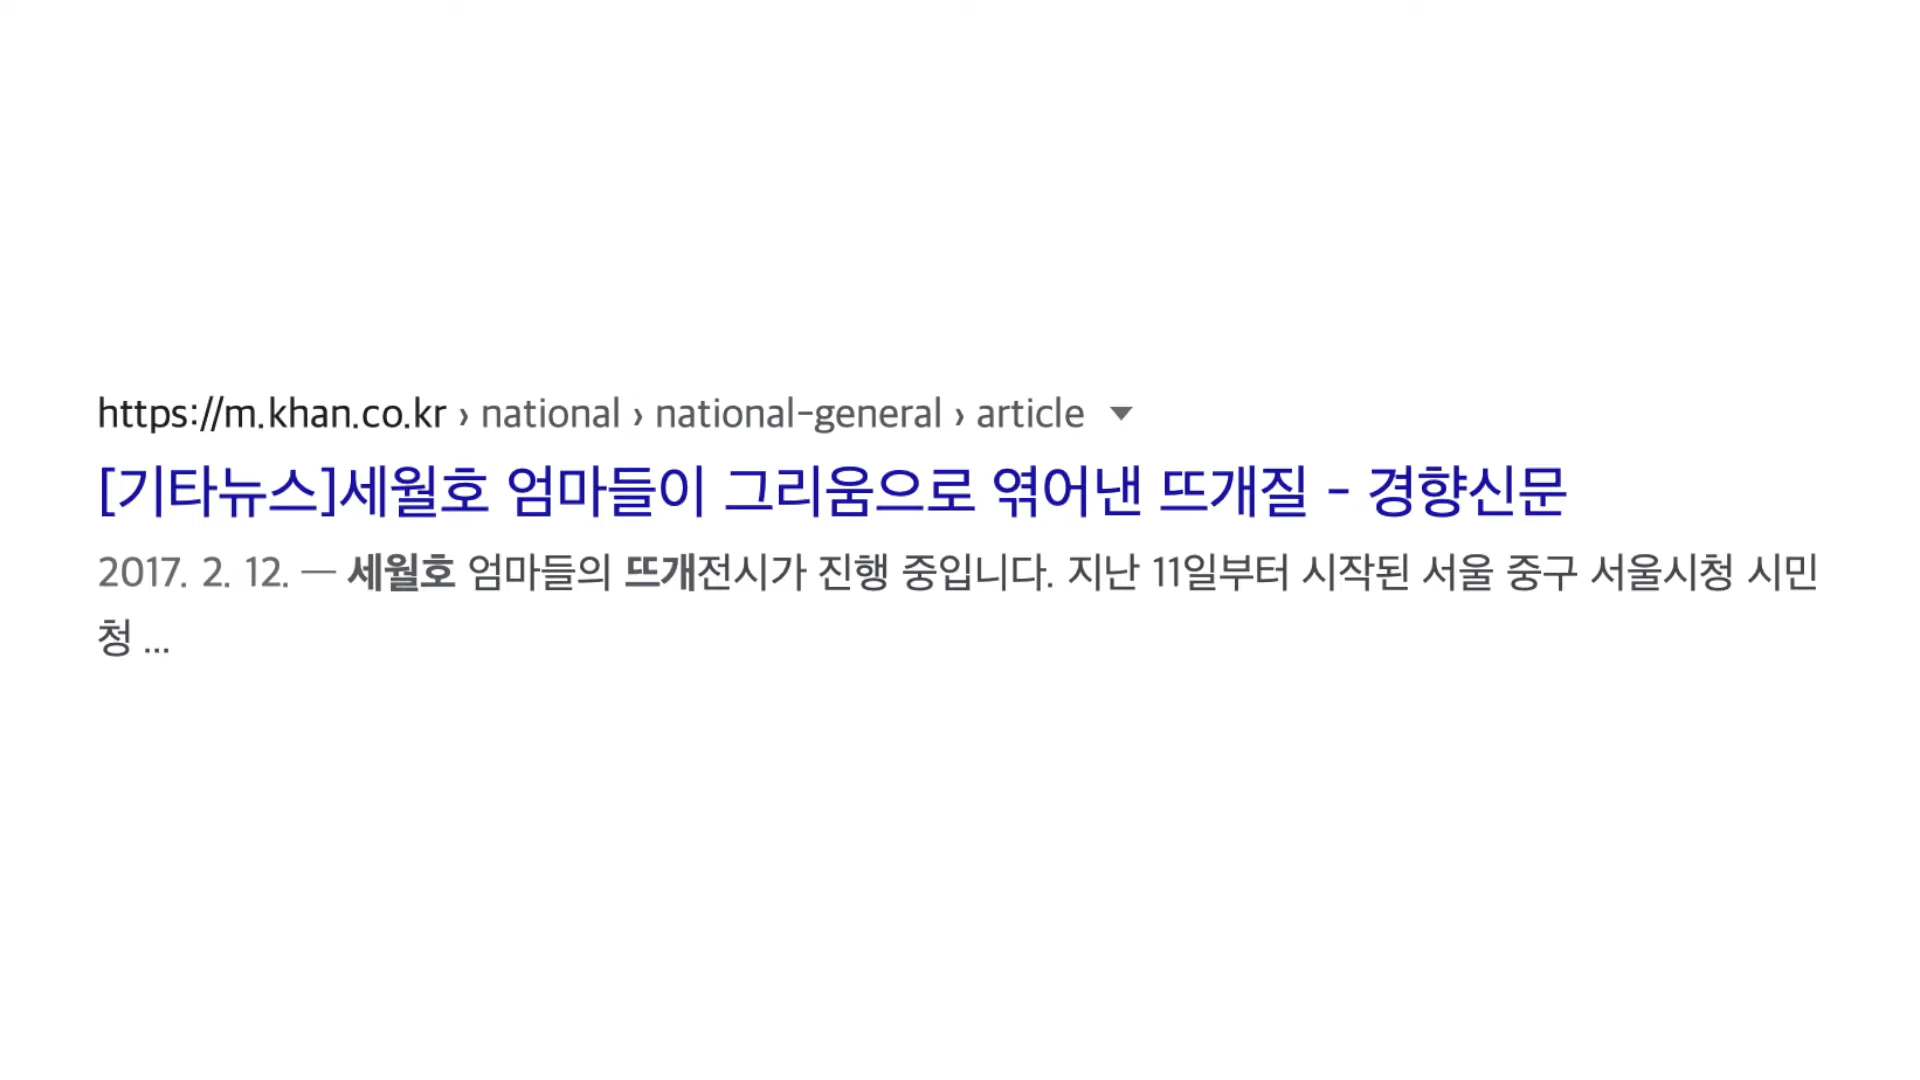 https://m.khan.co.kr › national › national-general › article
[기타뉴스]세월호 엄마들이 그리움으로 엮어낸 뜨개질 - 경향신문
2017. 2. 12. — 세월호 엄마들의 뜨개전시가 진행 중입니다. 지난 11일부터 시작된 서울 중구 서울시청 시민
청 ...